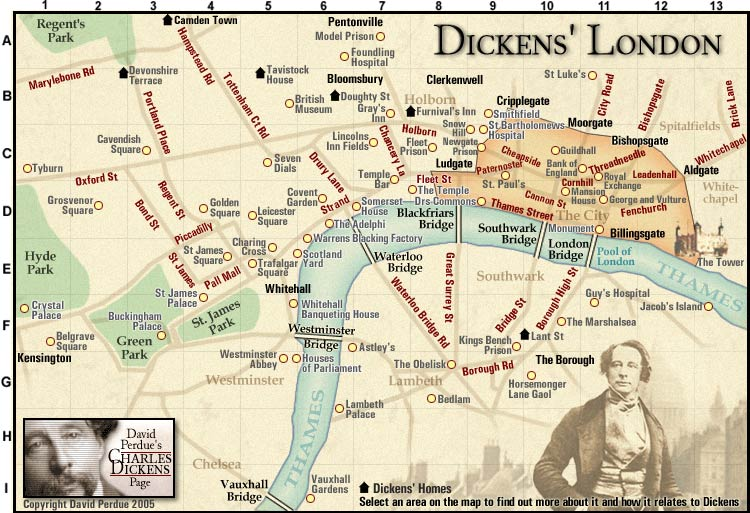 1 2 3 4 5 6 7 8 9 10 11 12 13
A
B
C
D
E
F
G
H
I
DICKENS' LONDON
Regent's
Park
Camden Town
Pentonville
Model Prison
Foundling
Hospital
Hampstead Rd
Marylebone Rd
Devonshire
Terrace
Tavistock
House
Bloomsbury
Doughty St
Clerkenwell
St Luke's
City Road
Bishopsgate
Brick Lane
Portland Place
Tottenham Ct Rd
British
Museum
Gray's
Inn
Holborn
Furnival's Inn
Cripplegate
Smithfield
Moorgate
Spitalfields
Cavendish
Square
Lincolns
Inn Fields
Chancery La
Holborn
Fleet
Prison
Snow
Hill
St Bartholomews
Hospital
Newgate
Prison
Bishopsgate
Whitechapel
Tyburn
Seven
Dials
Drury Lane
Ludgate
Cheapside
Guildhall
Bank of
England
Threadneedle
Aldgate
Oxford St
Temple
Bar
Fleet St
Paternoster
St. Paul's
Cornhill
Royal
Exchange
Leadenhall
White-
chapel
Grosvenor
Square
Bond St
Regent St
Golden
Square
Leicester
Square
Covent
Garden
Strand
Somerset
House
The Temple
Drs Commons
Cannon St
Mansion
House
George and Vulture
Fenchurch
Thames Street
The City
Piccadilly
The Adelphi
Blackfriars
Bridge
Southwark
Bridge
Monument
Billingsgate
Hyde
Park
St James
Square
Charing
Cross
Warrens Blacking Factory
Scotland
Yard
Trafalgar
Square
Waterloo
Bridge
London
Bridge
Pool of
London
The Tower
St James
Pall Mall
Southwark
THAMES
St James
Palace
Whitehall
Whitehall
Banqueting House
Waterloo Bridge Rd
Great Surrey St
Bridge St
Borough High St
Guy's Hospital
Jacob's Island
Crystal
Palace
Buckingham
Palace
St. James
Park
Green
Park
Westminster
Bridge
The Marshalsea
Belgrave
Square
Kensington
Astley's
Kings Bench
Prison
Lant St
Westminster
Abbey
Houses
of Parliament
The Obelisk
Borough Rd
The Borough
Westminster
Lambeth
Horsemonger
Lane Gaol
Lambeth
Palace
Bedlam
THAMES
Chelsea
David
Perdue's
CHARLES
DICKENS
Page
Vauxhall
Bridge
Vauxhall
Gardens
Dickens' Homes
Copyright David Perdue 2005
Select an area on the map to find out more about it and how it relates to Dickens